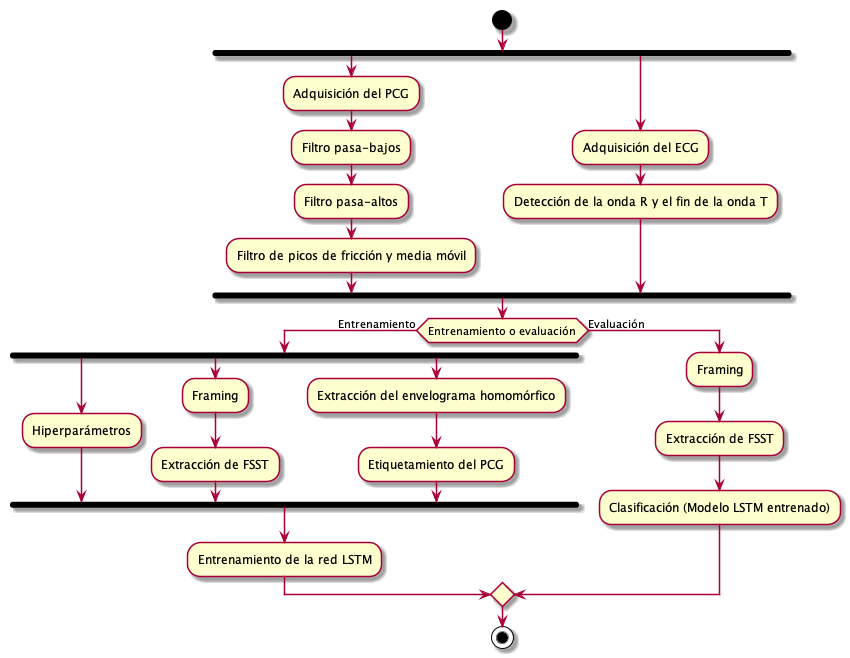 Adquisición del PCG
Filtro pasa-bajos
Filtro pasa-altos
Filtro de picos de fricción y media móvil
Adquisición del ECG
Detección de la onda R y el fin de la onda T
Entrenamiento
Entrenamiento o evaluación
Evaluación
Hiperparámetros
Framing
Extracción de FSST
Extracción del envelograma homomórfico
Etiquetamiento del PCG
Entrenamiento de la red LSTM
Framing
Extracción de FSST
Clasificación (Modelo LSTM entrenado)